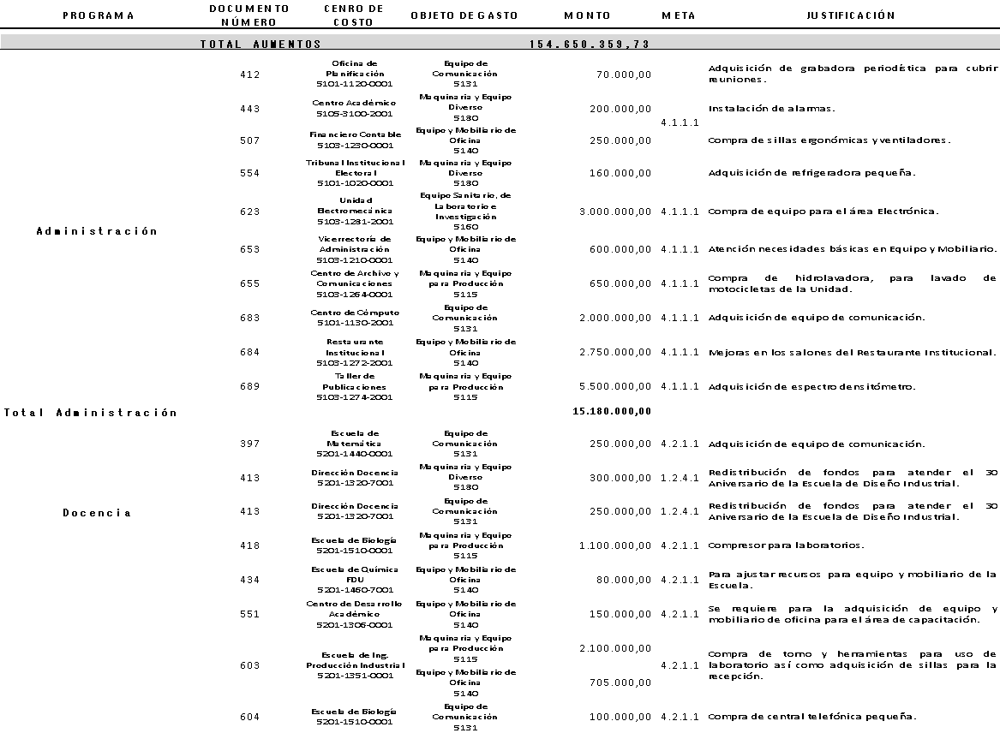 PROGRAMA DOCUMENTO NÚMERO CENRO DE COSTO OBJETO DE GASTO MONTO META JUSTIFICACIÓN
TOTAL AUMENTOS 154.650.359,73
Administración
412 Oficina de Planificación 5101-1120-0001 Equipo de Comunicación 5131 70.000,00 Adquisición de grabadora periodística para cubrir reuniones.
443 Centro Académico 5105-3100-2001 Maquinaria y Equipo Diverso 5180 200.000,00 4.1.1.1 Instalación de alarmas.
507 Financiero Contable 5103-1230-0001 Equipo y Mobiliario de Oficina 5140 250.000,00 Compra de sillas ergonómicas y ventiladores.
554 Tribunal Institucional Electoral 5101-1020-0001 Maquinaria y Equipo Diverso 5180 160.000,00 Adquisición de refrigeradora pequeña.
623 Unidad Electromecánica 5103-1281-2001 Equipo Sanitario, de Laboratorio e Investigación 5160 3.000.000,00 4.1.1.1 Compra de equipo para el área Electrónica.
653 Vicerrectoría de Administración 5103-1210-0001 Equipo y Mobiliario de Oficina 5140 600.000,00 4.1.1.1 Atención necesidades básicas en Equipo y Mobiliario.
655 Centro de Archivo y Comunicaciones 5103-1264-0001 Maquinaria y Equipo para Producción 5115 650.000,00 4.1.1.1 Compra de hidrolavadora, para lavado de motocicletas de la Unidad.
683 Centro de Cómputo 5101-1130-2001 Equipo de Comunicación 5131 2.000.000,00 4.1.1.1 Adquisición de equipo de comunicación.
684 Restaurante Institucional 5103-1272-2001 Equipo y Mobiliario de Oficina 5140 2.750.000,00 4.1.1.1 Mejoras en los salones del Restaurante Institucional.
689 Taller de Publicaciones 5103-1274-2001 Maquinaria y Equipo para Producción 5115 5.500.000,00 4.1.1.1 Adquisición de espectro densitómetro.
Total Administración 15.180.000,00
Docencia
397 Escuela de Matemática 5201-1440-0001 Equipo de Comunicación 5131 250.000,00 4.2.1.1 Adquisición de equipo de comunicación.
413 Dirección Docencia 5201-1320-7001 Maquinaria y Equipo Diverso 5180 300.000,00 1.2.4.1 Redistribución de fondos para atender el 30 Aniversario de la Escuela de Diseño Industrial.
413 Dirección Docencia 5201-1320-7001 Equipo de Comunicación 5131 250.000,00 1.2.4.1 Redistribución de fondos para atender el 30 Aniversario de la Escuela de Diseño Industrial.
418 Escuela de Biología 5201-1510-0001 Maquinaria y Equipo para Producción 5115 1.100.000,00 4.2.1.1 Compresor para laboratorios.
434 Escuela de Química FDU 5201-1460-7001 Equipo y Mobiliario de Oficina 5140 80.000,00 4.2.1.1 Para ajustar recursos para equipo y mobiliario de la Escuela.
551 Centro de Desarrollo Académico 5201-1306-0001 Equipo y Mobiliario de Oficina 5140 150.000,00 4.2.1.1 Se requiere para la adquisición de equipo y mobiliario de oficina para el área de capacitación.
603 Escuela de Ing. Producción Industrial 5201-1351-0001 Maquinaria y Equipo para Producción 5115 2.100.000,00 4.2.1.1 Compra de torno y herramientas para uso de laboratorio así como adquisición de sillas para la recepción.
Equipo y Mobiliario de Oficina 5140 705.000,00
604 Escuela de Biología 5201-1510-0001 Equipo de Comunicación 5131 100.000,00 4.2.1.1 Compra de central telefónica pequeña.